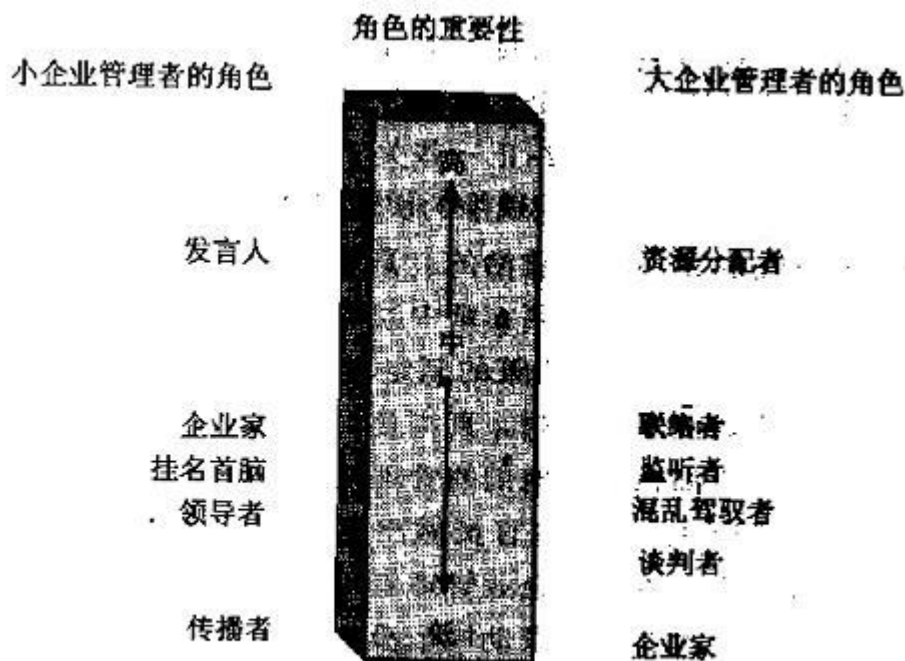 角色的重要性
小企业管理者的角色
大企业管理者的角色
高
发言人
资源分配者
中
企业家
联络者
挂名首脑
监听者
领导者
混乱驾驭者
谈判者
传播者
低
企业家